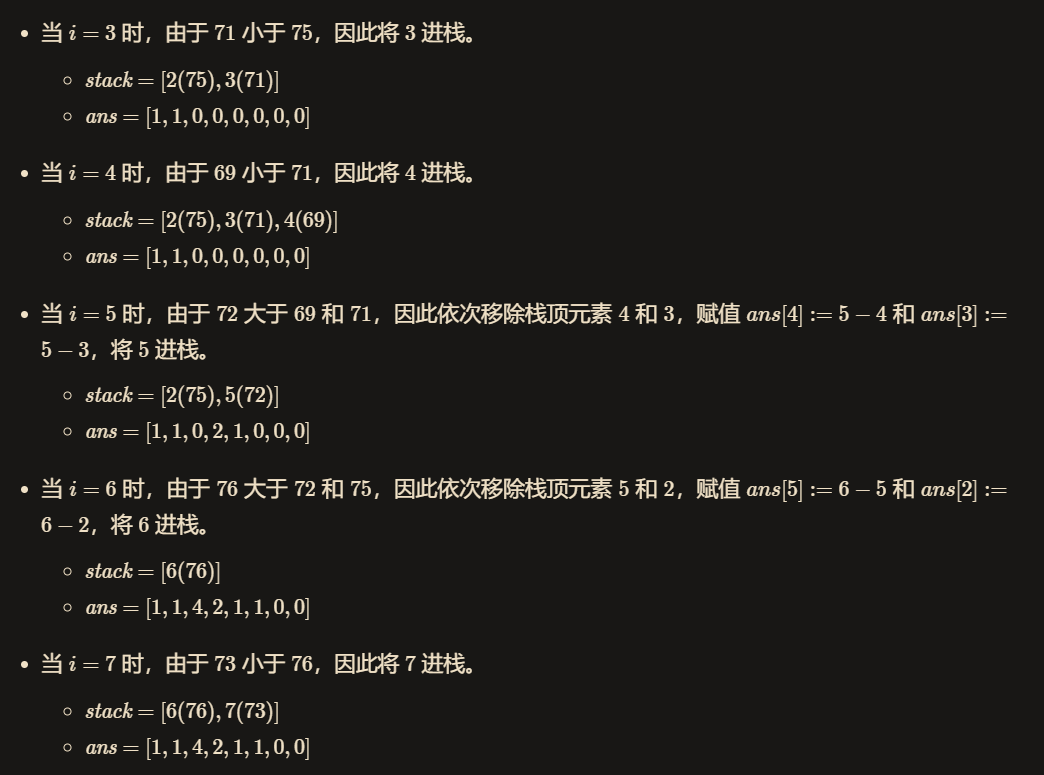 当 i = 3 时，由于 71 小于 75，因此将 3 进栈。
stack = [2(75), 3(71)]
ans = [1, 1, 0, 0, 0, 0, 0, 0]
当 i = 4 时，由于 69 小于 71，因此将 4 进栈。
stack = [2(75), 3(71), 4(69)]
ans = [1, 1, 0, 0, 0, 0, 0, 0]
当 i = 5 时，由于 72 大于 69 和 71，因此依次移除栈顶元素 4 和 3，赋值 ans[4] := 5 − 4 和 ans[3] :=
5 − 3，将 5 进栈。
stack = [2(75), 5(72)]
ans = [1, 1, 0, 2, 1, 0, 0, 0]
当 i = 6 时，由于 76 大于 72 和 75，因此依次移除栈顶元素 5 和 2，赋值 ans[5] := 6 − 5 和 ans[2] :=
6 − 2，将 6 进栈。
stack = [6(76)]
ans = [1, 1, 4, 2, 1, 1, 0, 0]
当 i = 7 时，由于 73 小于 76，因此将 7 进栈。
stack = [6(76), 7(73)]
ans = [1, 1, 4, 2, 1, 1, 0, 0]